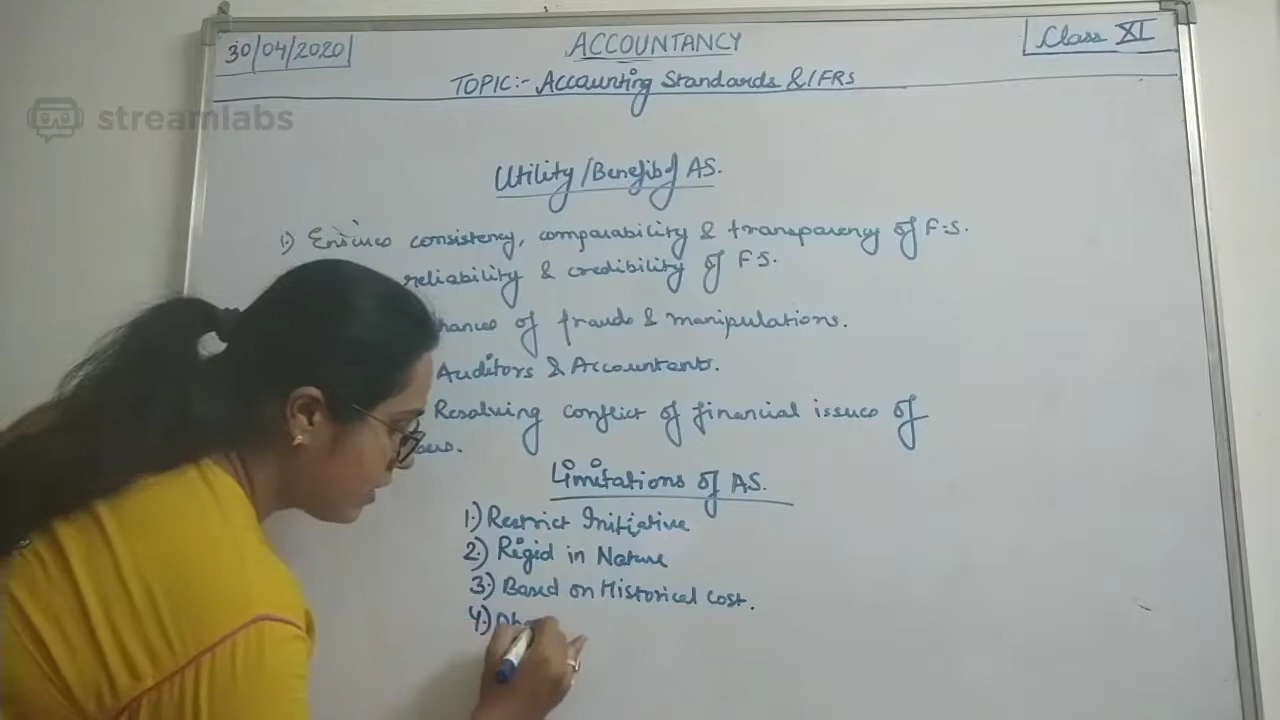 30/04/2020
ACCOUNTANCY
Class XI
TOPIC:- Accounting Standards & IFRS
streamlabs
Utility/Benefits of AS.
1.) Ensures consistency, comparability & transparency of F.S.
reliability & credibility of F.S.
of frauds & manipulations.
Auditors & Accountants.
Resolving conflict of financial issues of
Limitations of AS.
1.) Restrict Initiative
2.) Rigid in Nature
3.) Based on Historical Cost.
4.)